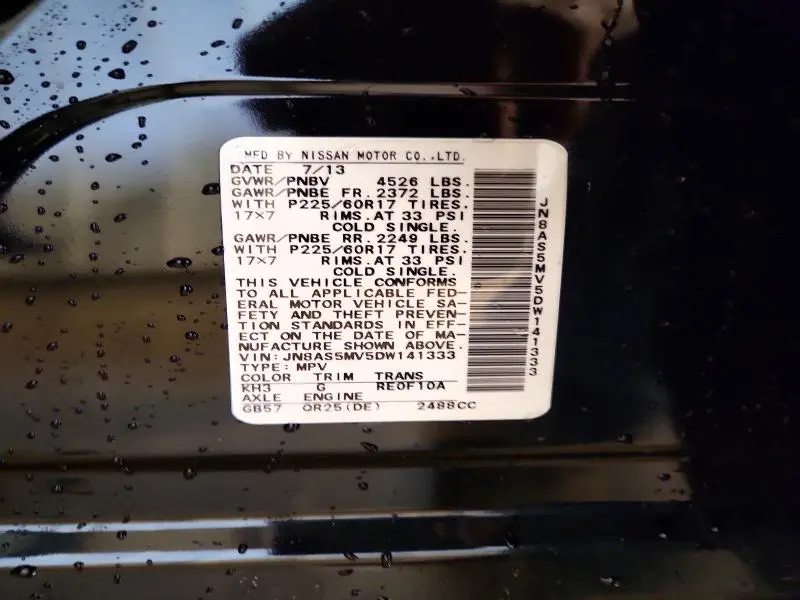 MFD BY NISSAN MOTOR CO.,LTD.
DATE 7/13
GVWR/PNBV 4526 LBS.
GAWR/PNBE FR. 2372 LBS.
WITH P225/60R17 TIRES.
17×7 RIMS.AT 33 PSI
COLD SINGLE.
GAWR/PNBE RR. 2249 LBS.
WITH P225/60R17 TIRES.
17×7 RIMS.AT 33 PSI
COLD SINGLE.
THIS VEHICLE CONFORMS
TO ALL APPLICABLE FED-
ERAL MOTOR VEHICLE SA-
FETY AND THEFT PREVEN-
TION STANDARDS IN EFF-
ECT ON THE DATE OF MA-
NUFACTURE SHOWN ABOVE.
VIN: JN8AS5MV5DW141333
TYPE: MPV
COLOR TRIM TRANS
KH3 G RE0F10A
AXLE ENGINE
GB57 QR25(DE) 2488CC
JN8AS5MV5DW141333